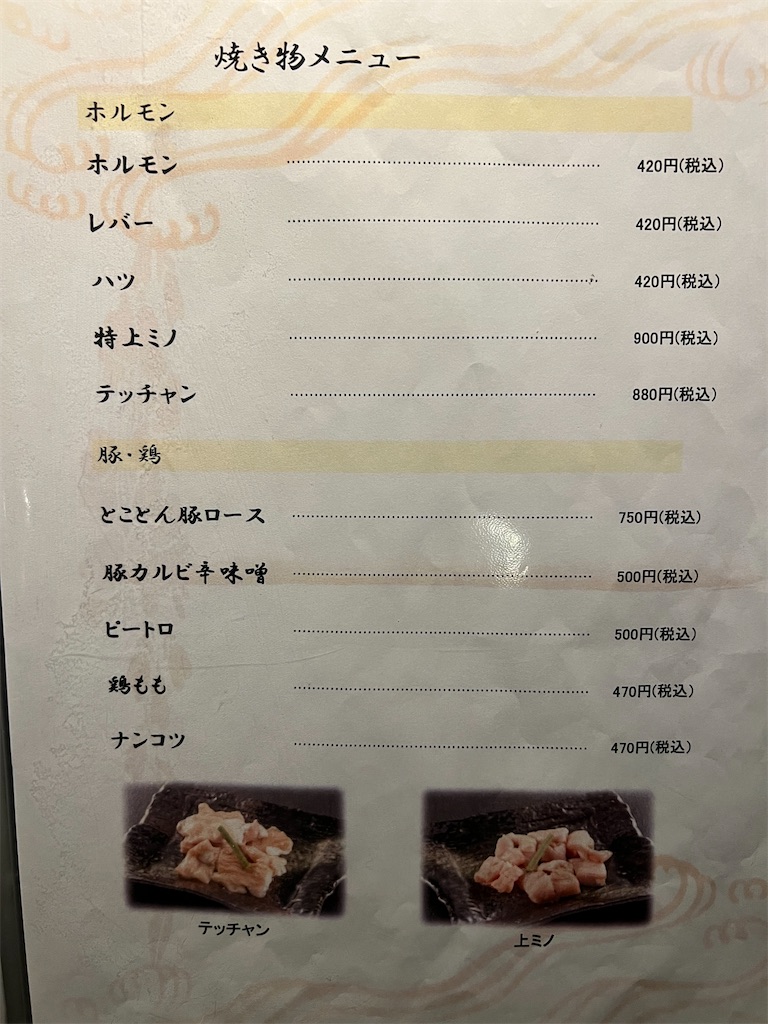 焼き物メニュー
ホルモン
ホルモン ................................ 420円(税込)
レバー ................................ 420円(税込)
ハツ ................................ 420円(税込)
特上ミノ ................................ 900円(税込)
テッチャン ................................ 880円(税込)
豚・鶏
とことん豚ロース ................................ 750円(税込)
豚カルビ辛味噌 ................................ 500円(税込)
ピートロ ................................ 500円(税込)
鶏もも ................................ 470円(税込)
ナンコツ ................................ 470円(税込)
テッチャン
上ミノ